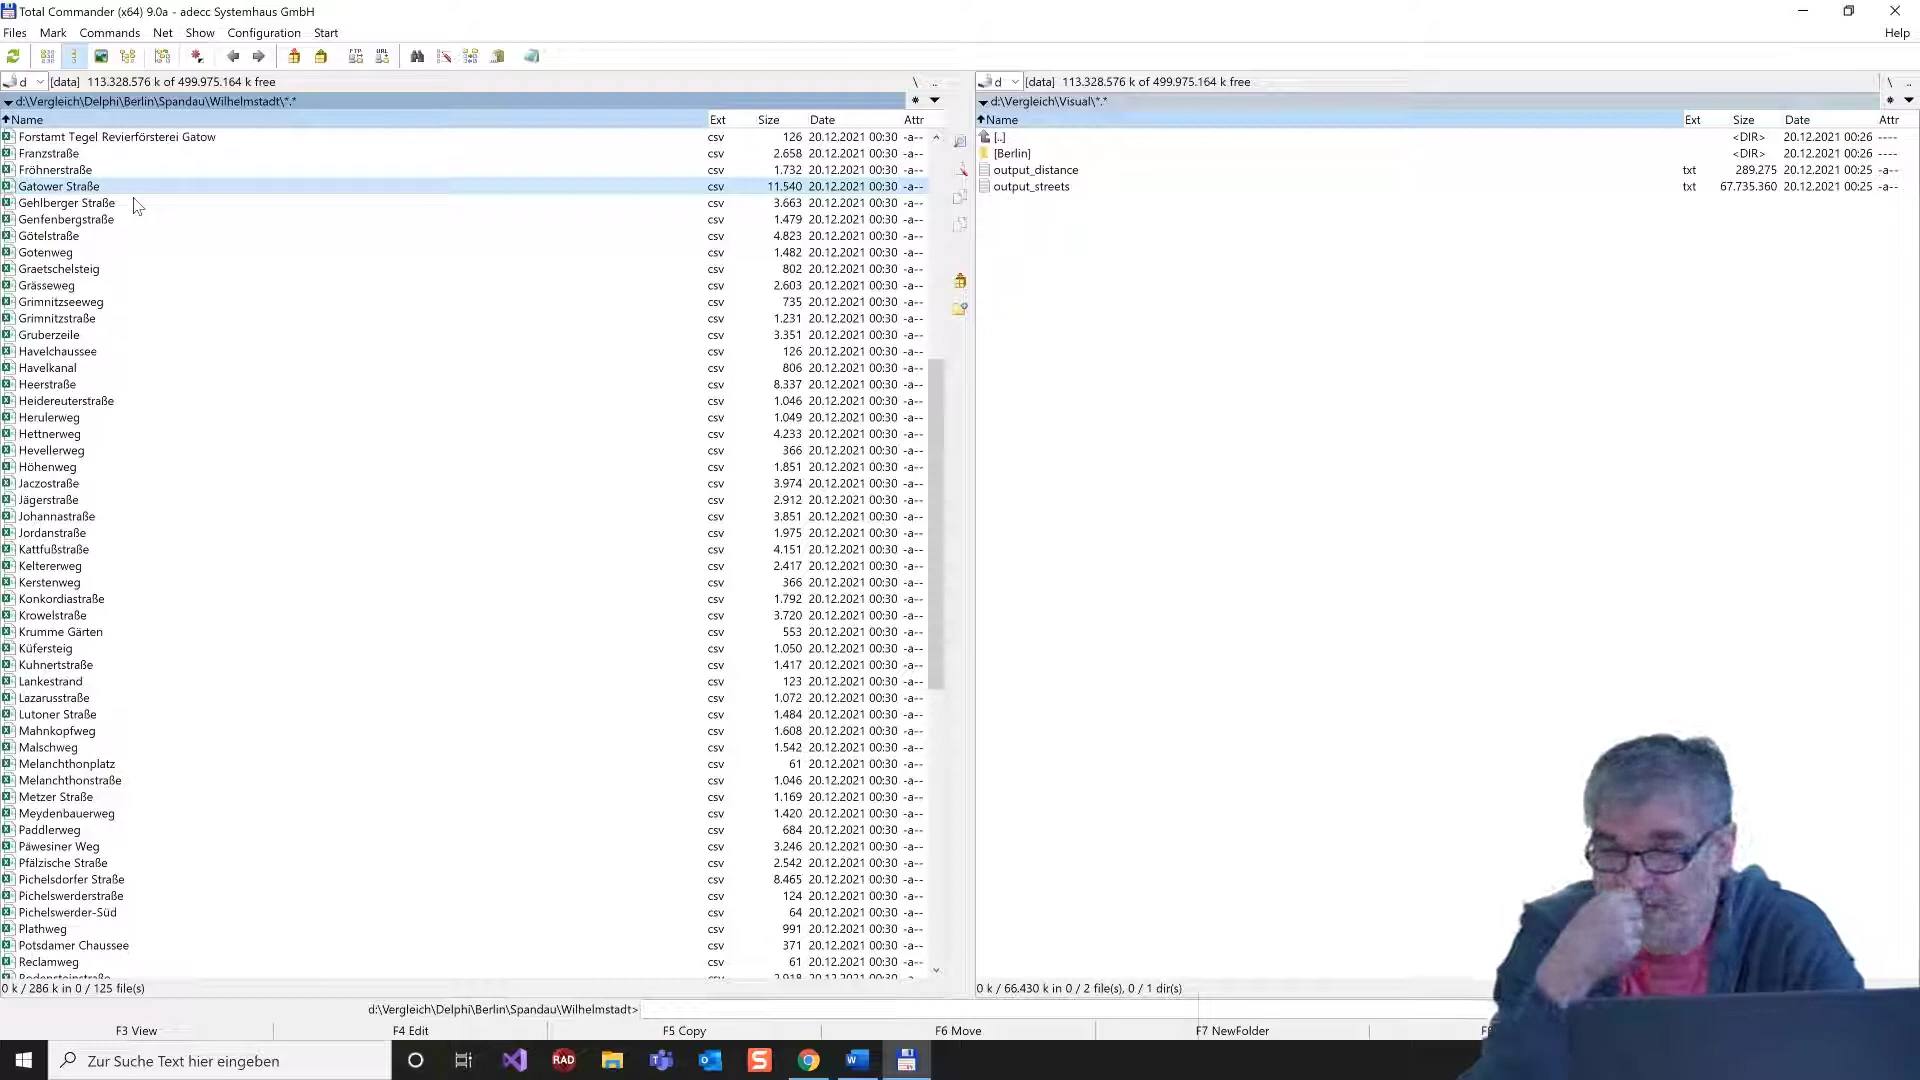 Total Commander (x64) 9.0a - adecc Systemhaus GmbH
Files Mark Commands Net Show Configuration Start Help
FTP URL
d [data] 113.328.576 k of 499.975.164 k free \ ..
d:\Vergleich\Delphi\Berlin\Spandau\Wilhelmstadt\*.* *
Name Ext Size Date Attr
Forstamt Tegel Revierförsterei Gatow csv 126 20.12.2021 00:30 -a--
Franzstraße csv 2.658 20.12.2021 00:30 -a--
Fröhnerstraße csv 1.732 20.12.2021 00:30 -a--
Gatower Straße csv 11.540 20.12.2021 00:30 -a--
Gehlberger Straße csv 3.663 20.12.2021 00:30 -a--
Genfenbergstraße csv 1.479 20.12.2021 00:30 -a--
Götelstraße csv 4.823 20.12.2021 00:30 -a--
Gotenweg csv 1.482 20.12.2021 00:30 -a--
Graetschelsteig csv 802 20.12.2021 00:30 -a--
Grässeweg csv 2.603 20.12.2021 00:30 -a--
Grimnitzseeweg csv 735 20.12.2021 00:30 -a--
Grimnitzstraße csv 1.231 20.12.2021 00:30 -a--
Gruberzeile csv 3.351 20.12.2021 00:30 -a--
Havelchaussee csv 126 20.12.2021 00:30 -a--
Havelkanal csv 806 20.12.2021 00:30 -a--
Heerstraße csv 8.337 20.12.2021 00:30 -a--
Heidereuterstraße csv 1.046 20.12.2021 00:30 -a--
Herulerweg csv 1.049 20.12.2021 00:30 -a--
Hettnerweg csv 4.233 20.12.2021 00:30 -a--
Hevellerweg csv 366 20.12.2021 00:30 -a--
Höhenweg csv 1.851 20.12.2021 00:30 -a--
Jaczostraße csv 3.974 20.12.2021 00:30 -a--
Jägerstraße csv 2.912 20.12.2021 00:30 -a--
Johannastraße csv 3.851 20.12.2021 00:30 -a--
Jordanstraße csv 1.975 20.12.2021 00:30 -a--
Kattfußstraße csv 4.151 20.12.2021 00:30 -a--
Keltererweg csv 2.417 20.12.2021 00:30 -a--
Kerstenweg csv 366 20.12.2021 00:30 -a--
Konkordiastraße csv 1.792 20.12.2021 00:30 -a--
Krowelstraße csv 3.720 20.12.2021 00:30 -a--
Krumme Gärten csv 553 20.12.2021 00:30 -a--
Küfersteig csv 1.050 20.12.2021 00:30 -a--
Kuhnertstraße csv 1.417 20.12.2021 00:30 -a--
Lankestrand csv 123 20.12.2021 00:30 -a--
Lazarusstraße csv 1.072 20.12.2021 00:30 -a--
Lutoner Straße csv 1.484 20.12.2021 00:30 -a--
Mahnkopfweg csv 1.608 20.12.2021 00:30 -a--
Malschweg csv 1.542 20.12.2021 00:30 -a--
Melanchthonplatz csv 61 20.12.2021 00:30 -a--
Melanchthonstraße csv 1.046 20.12.2021 00:30 -a--
Metzer Straße csv 1.169 20.12.2021 00:30 -a--
Meydenbauerweg csv 1.420 20.12.2021 00:30 -a--
Paddlerweg csv 684 20.12.2021 00:30 -a--
Päwesiner Weg csv 3.246 20.12.2021 00:30 -a--
Pfälzische Straße csv 2.542 20.12.2021 00:30 -a--
Pichelsdorfer Straße csv 8.465 20.12.2021 00:30 -a--
Pichelswerderstraße csv 124 20.12.2021 00:30 -a--
Pichelswerder-Süd csv 64 20.12.2021 00:30 -a--
Plathweg csv 991 20.12.2021 00:30 -a--
Potsdamer Chaussee csv 371 20.12.2021 00:30 -a--
Reclamweg csv 61 20.12.2021 00:30 -a--
0 k / 286 k in 0 / 125 file(s)
d [data] 113.328.576 k of 499.975.164 k free \ ..
d:\Vergleich\Visual\*.* *
Name Ext Size Date Attr
[..] <DIR> 20.12.2021 00:26 ----
[Berlin] <DIR> 20.12.2021 00:26 ----
output_distance txt 289.275 20.12.2021 00:25 -a--
output_streets txt 67.735.360 20.12.2021 00:25 -a--
0 k / 66.430 k in 0 / 2 file(s), 0 / 1 dir(s)
d:\Vergleich\Delphi\Berlin\Spandau\Wilhelmstadt>
F3 View F4 Edit F5 Copy F6 Move F7 NewFolder
Zur Suche Text hier eingeben RAD